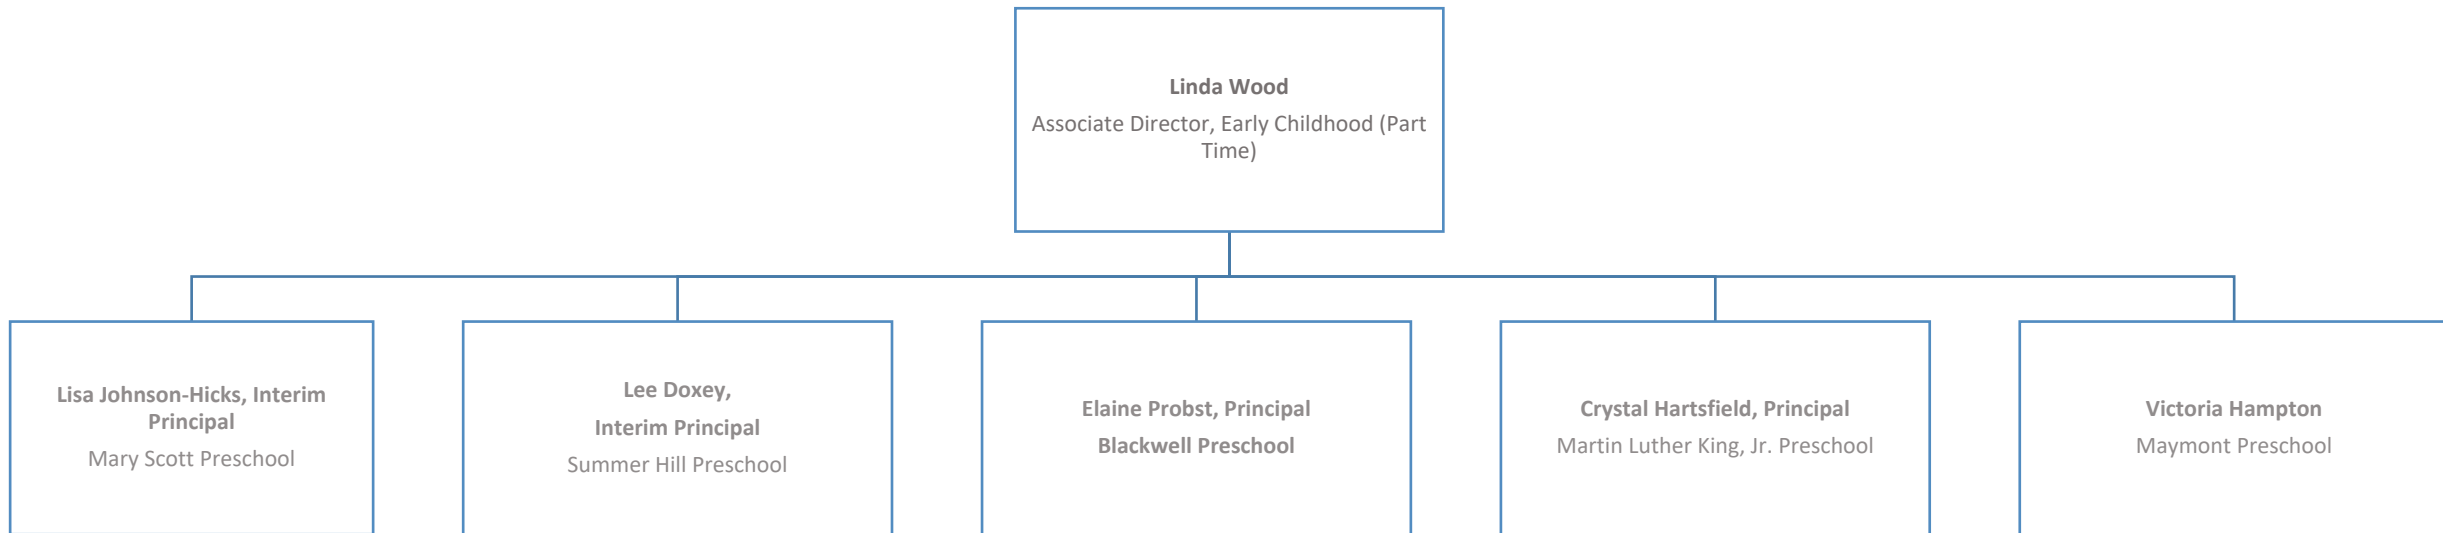 Linda Wood
Associate Director, Early Childhood (Part
Time)
Lisa Johnson-Hicks, Interim
Principal
Mary Scott Preschool
Lee Doxey,
Interim Principal
Summer Hill Preschool
Elaine Probst, Principal
Blackwell Preschool
Crystal Hartsfield, Principal
Martin Luther King, Jr. Preschool
Victoria Hampton
Maymont Preschool